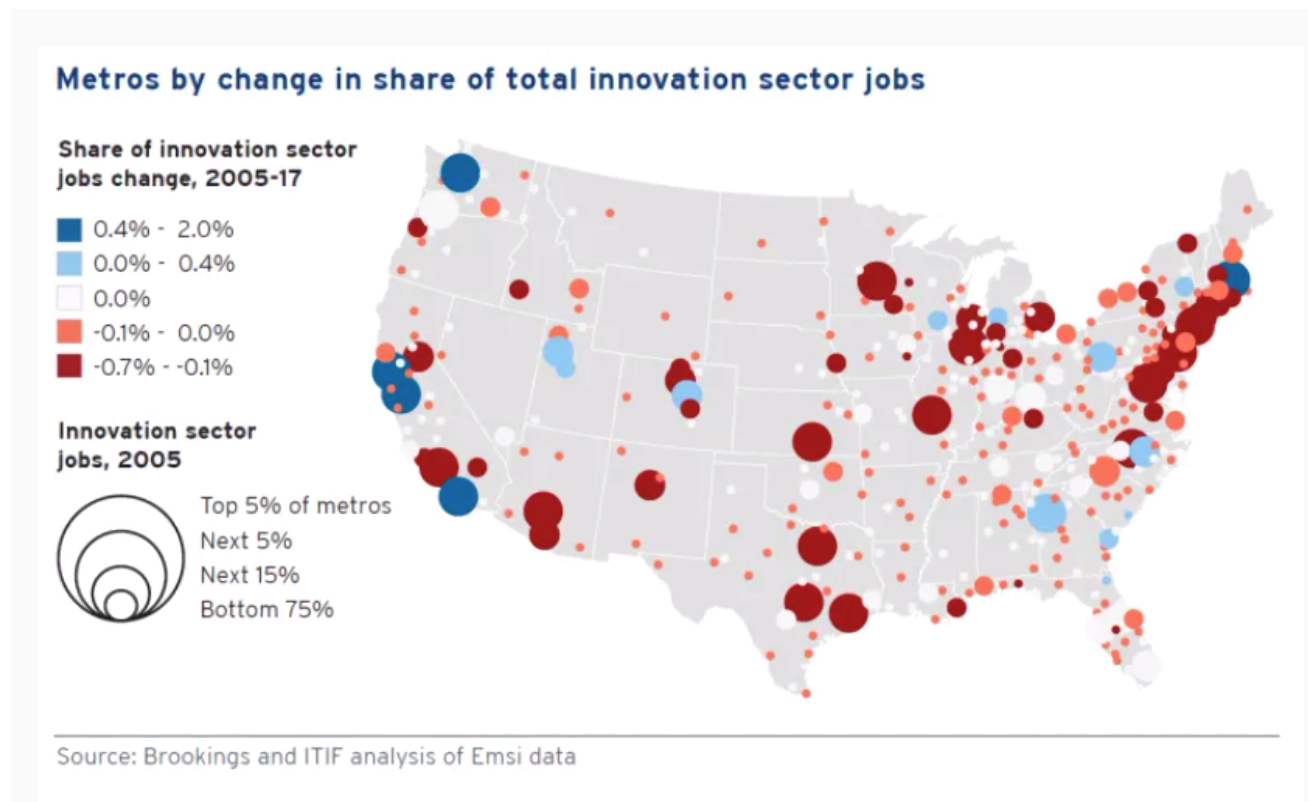 Metros by change in share of total innovation sector jobs
Share of innovation sector
jobs change, 2005-17
0.4% - 2.0%
0.0% - 0.4%
0.0%
-0.1% - 0.0%
-0.7% - -0.1%
Innovation sector
jobs, 2005
Top 5% of metros
Next 5%
Next 15%
Bottom 75%
Source: Brookings and ITIF analysis of Emsi data